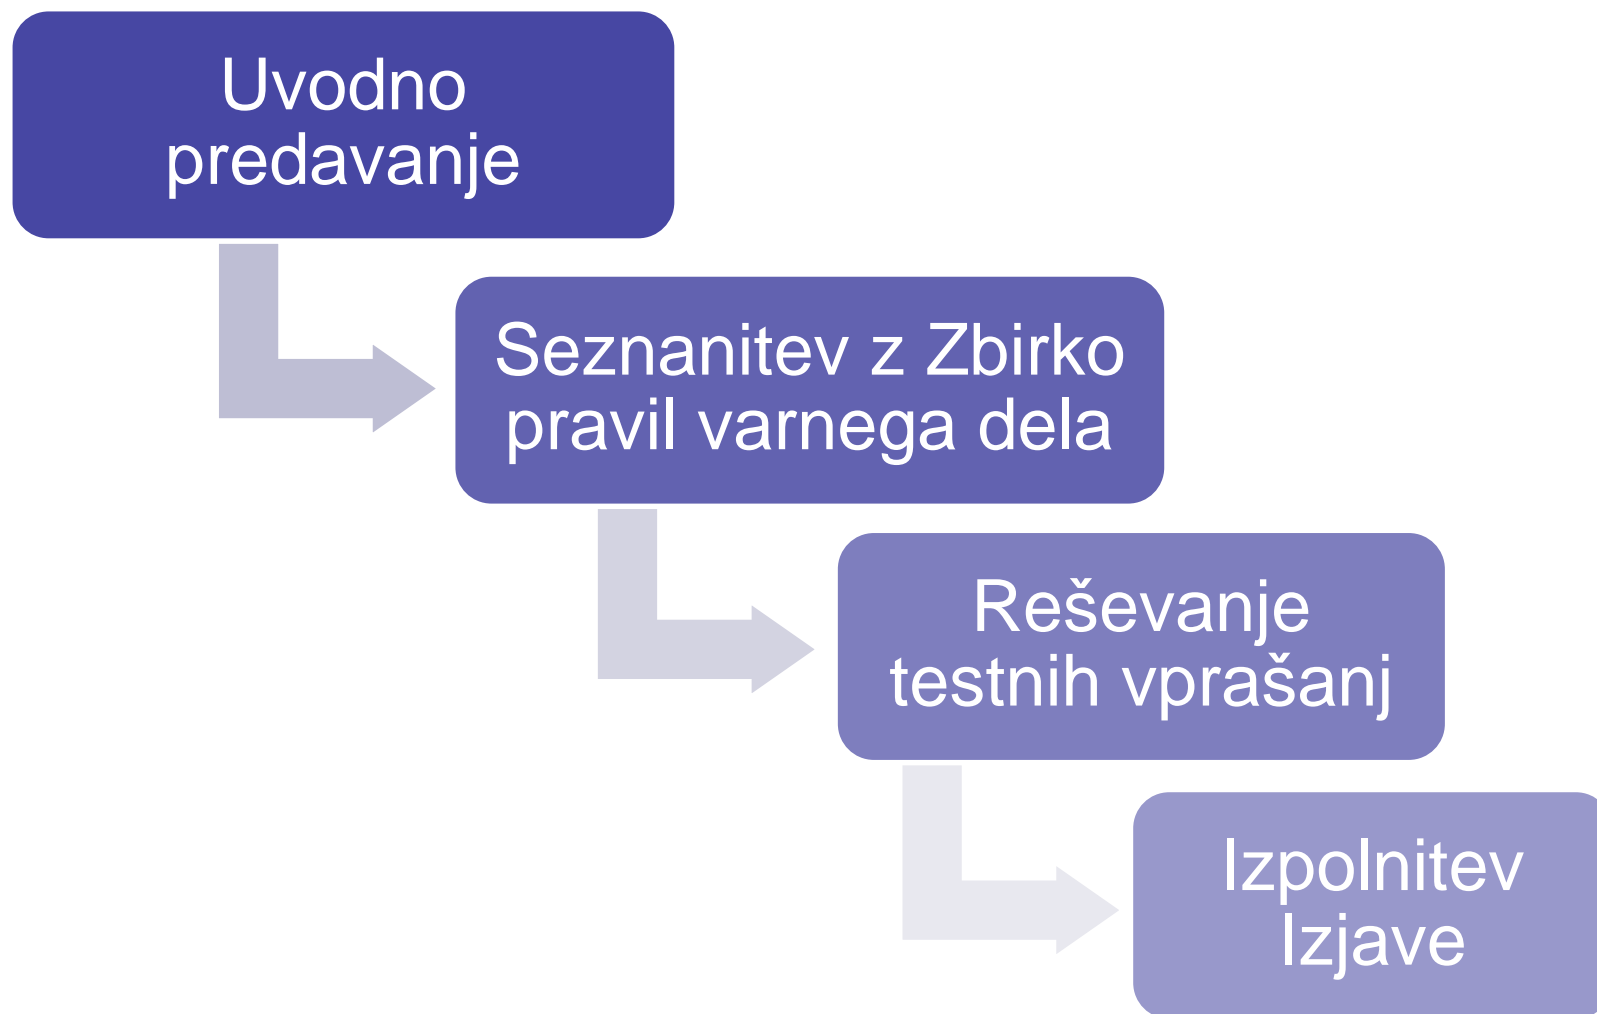 Uvodno
predavanje
Seznanitev z Zbirko
pravil varnega dela
Reševanje
testnih vprašanj
Izpolnitev
Izjave